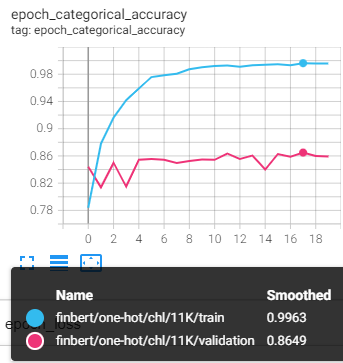 epoch_categorical_accuracy
tag: epoch_categorical_accuracy
0.98
0.94
0.9
0.86
0.82
0.78
0 2 4 6 8 10 12 14 16 18
Name Smoothed
finbert/one-hot/chl/11K/train 0.9963
epoch_loss
finbert/one-hot/chl/11K/validation 0.8649